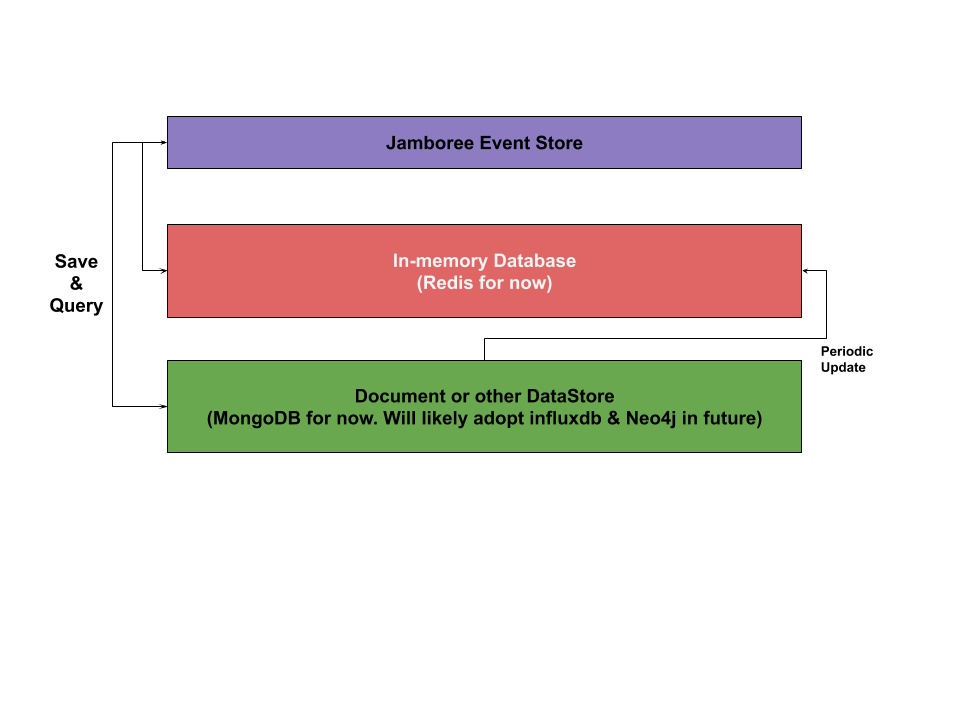 Jamboree Event Store
In-memory Database
(Redis for now)
Save
&
Query
Periodic
Update
Document or other DataStore
(MongoDB for now. Will likely adopt influxdb & Neo4j in future)